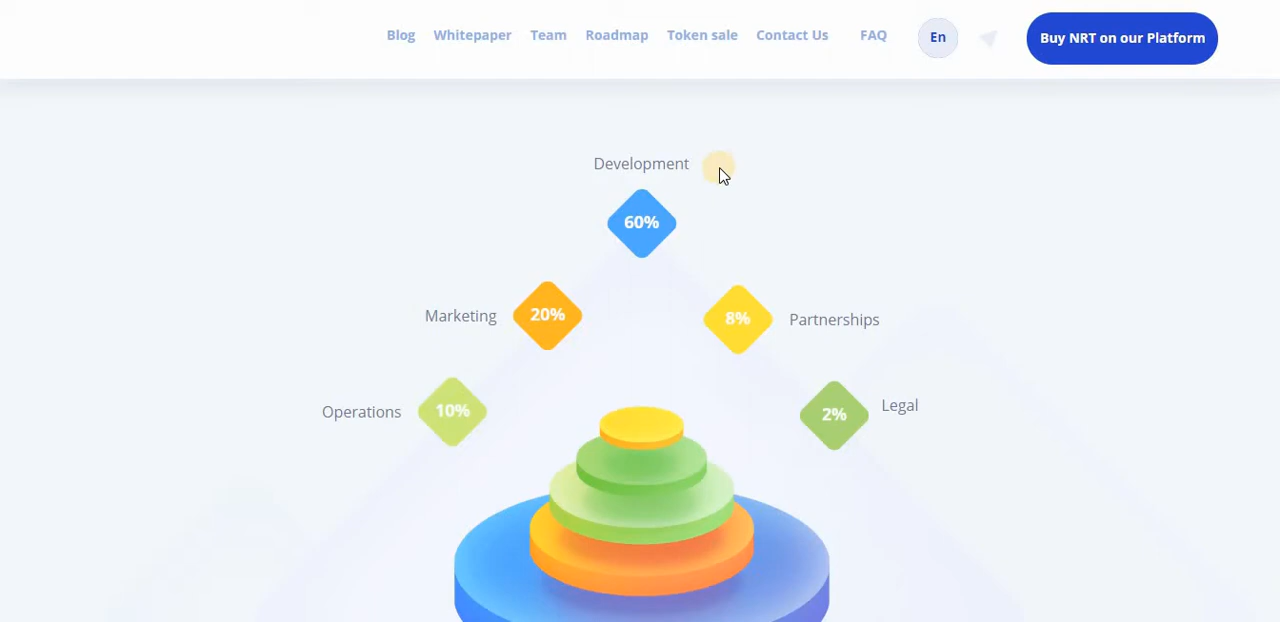 Blog Whitepaper Team Roadmap Token sale Contact Us FAQ En Buy NRT on our Platform
Development
60%
Marketing 20% 8% Partnerships
Operations 10% 2% Legal